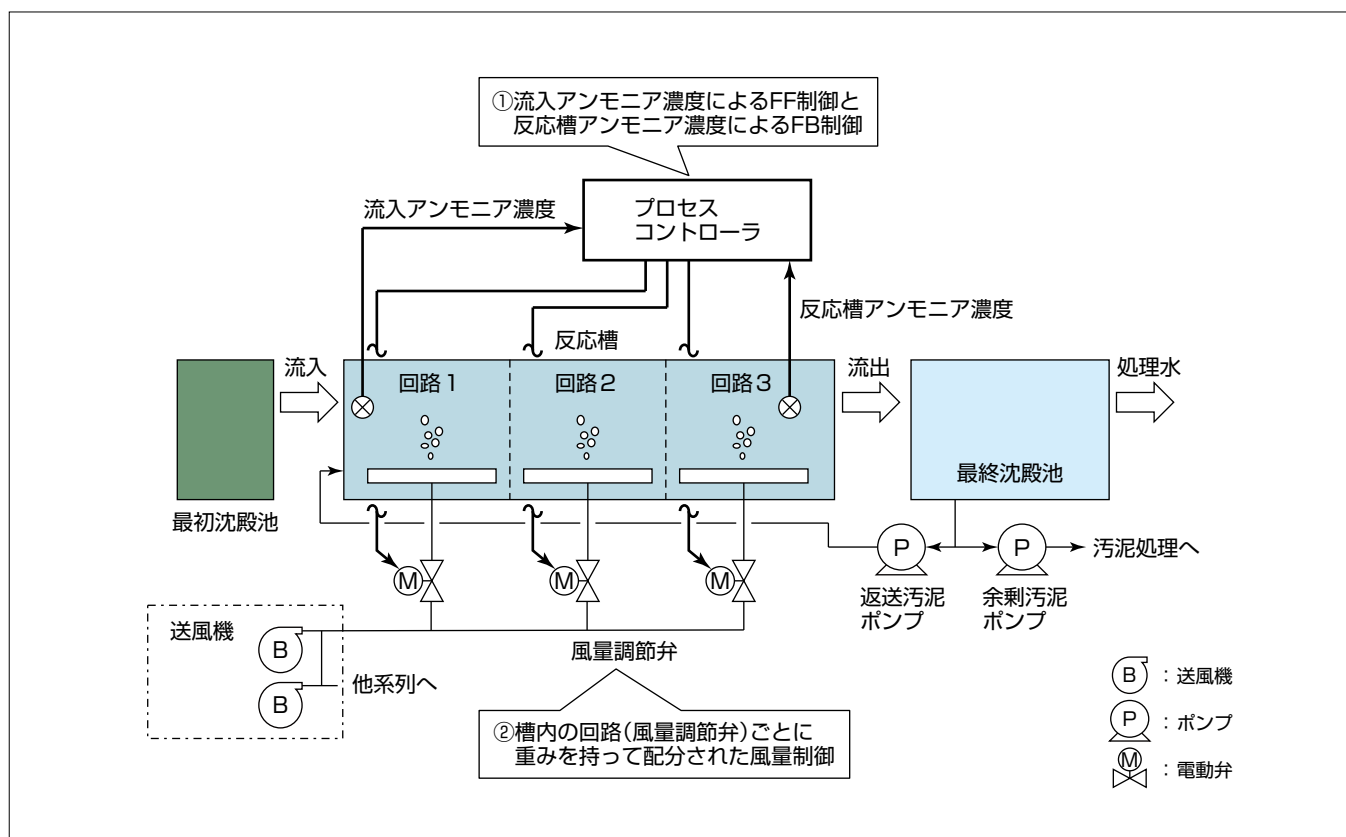 ①流入アンモニア濃度によるFF制御と
反応槽アンモニア濃度によるFB制御
プロセス
コントローラ
流入アンモニア濃度
反応槽アンモニア濃度
反応槽
流入
回路1
回路2
回路3
流出
処理水
最初沈殿池
最終沈殿池
M
M
M
P
P
汚泥処理へ
返送汚泥
ポンプ
余剰汚泥
ポンプ
送風機
B
B
他系列へ
風量調節弁
②槽内の回路(風量調節弁)ごとに
重みを持って配分された風量制御
B:送風機
P:ポンプ
M:電動弁